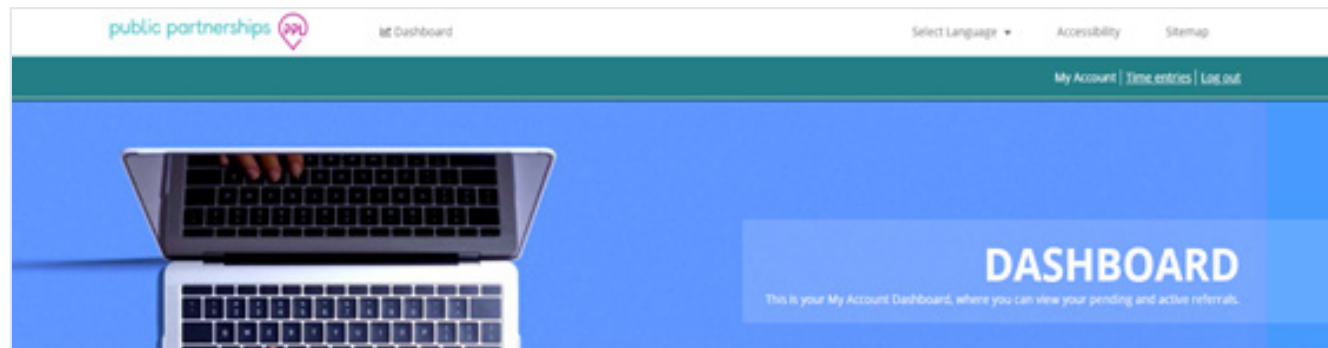 public partnerships ppl
Dashboard
Select Language
Accessibility
Sitemap
My Account | Time entries | Log out
DASHBOARD
This is your My Account Dashboard, where you can view your pending and active referrals.